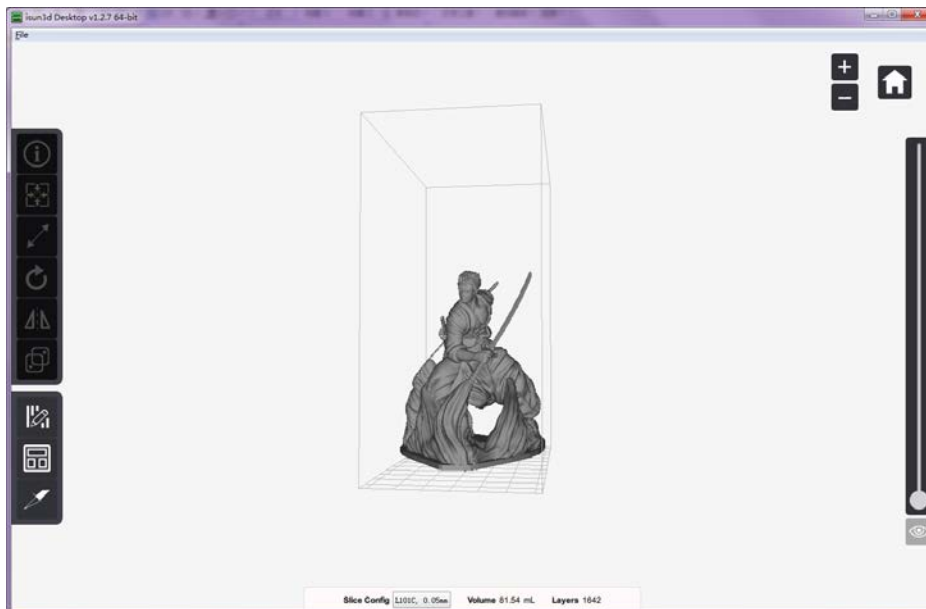 isun3d Desktop v1.2.7 64-bit
File
Slice Config L101C, 0.05mm Volume 81.54 mL Layers 1642